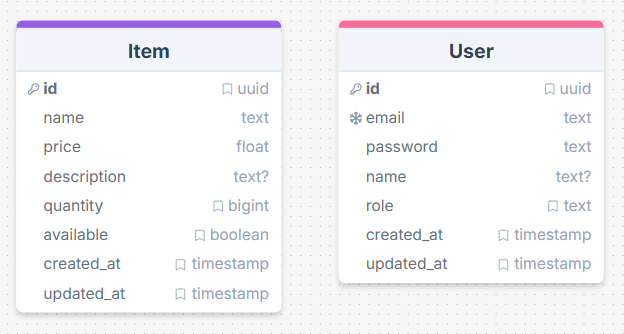 Item
id uuid
name text
price float
description text?
quantity bigint
available boolean
created_at timestamp
updated_at timestamp
User
id uuid
email text
password text
name text?
role text
created_at timestamp
updated_at timestamp